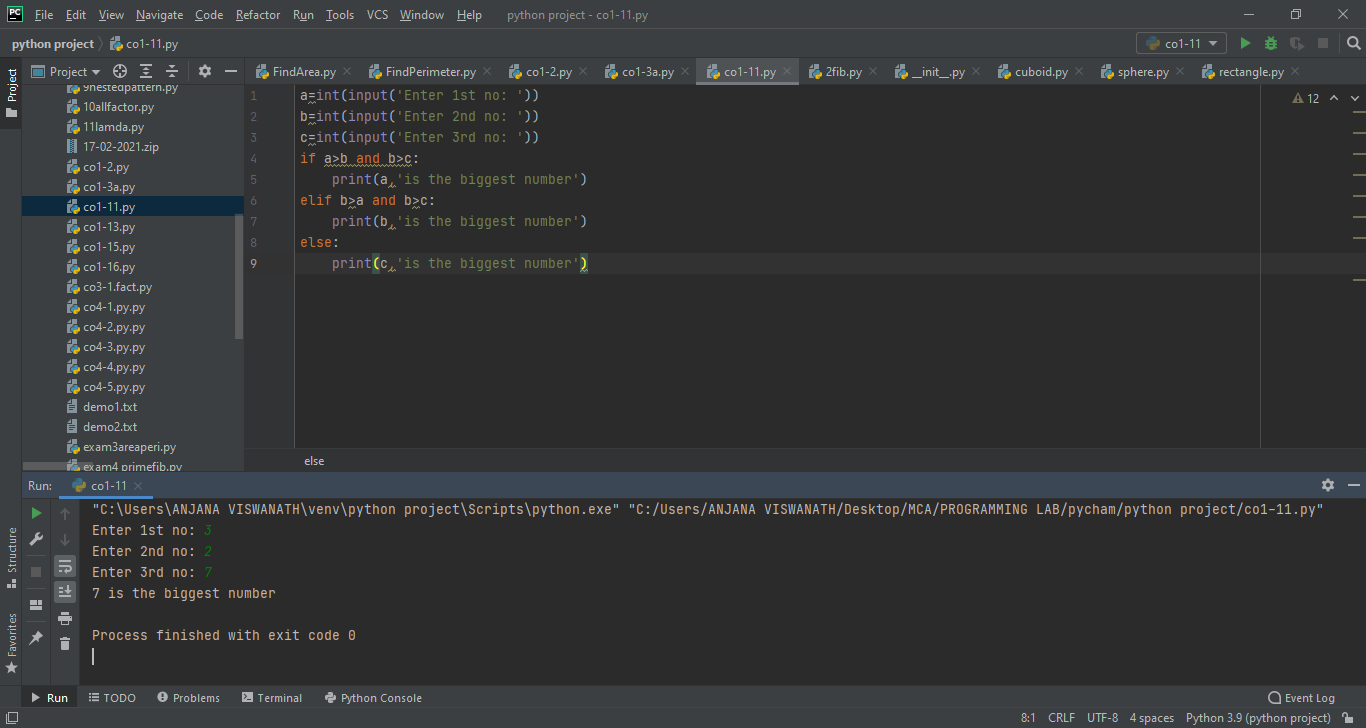 PC File Edit View Navigate Code Refactor Run Tools VCS Window Help python project - co1-11.py
python project co1-11.py co1-11
Project
Project FindArea.py FindPerimeter.py co1-2.py co1-3a.py co1-11.py 2fib.py __init__.py cuboid.py sphere.py rectangle.py
9nestedpattern.py
10allfactor.py
11lamda.py
17-02-2021.zip
co1-2.py
co1-3a.py
co1-11.py
co1-13.py
co1-15.py
co1-16.py
co3-1.fact.py
co4-1.py.py
co4-2.py.py
co4-3.py.py
co4-4.py.py
co4-5.py.py
demo1.txt
demo2.txt
exam3areaperi.py
exam4 primefib.py
1 a=int(input('Enter 1st no: '))
2 b=int(input('Enter 2nd no: '))
3 c=int(input('Enter 3rd no: '))
4 if a>b and b>c:
5     print(a,'is the biggest number')
6 elif b>a and b>c:
7     print(b,'is the biggest number')
8 else:
9     print(c,'is the biggest number')
12
else
Run: co1-11
"C:\Users\ANJANA VISWANATH\venv\python project\Scripts\python.exe" "C:/Users/ANJANA VISWANATH/Desktop/MCA/PROGRAMMING LAB/pycham/python project/co1-11.py"
Enter 1st no: 3
Enter 2nd no: 2
Enter 3rd no: 7
7 is the biggest number
Process finished with exit code 0
Structure
Favorites
Run TODO Problems Terminal Python Console Event Log
8:1 CRLF UTF-8 4 spaces Python 3.9 (python project)